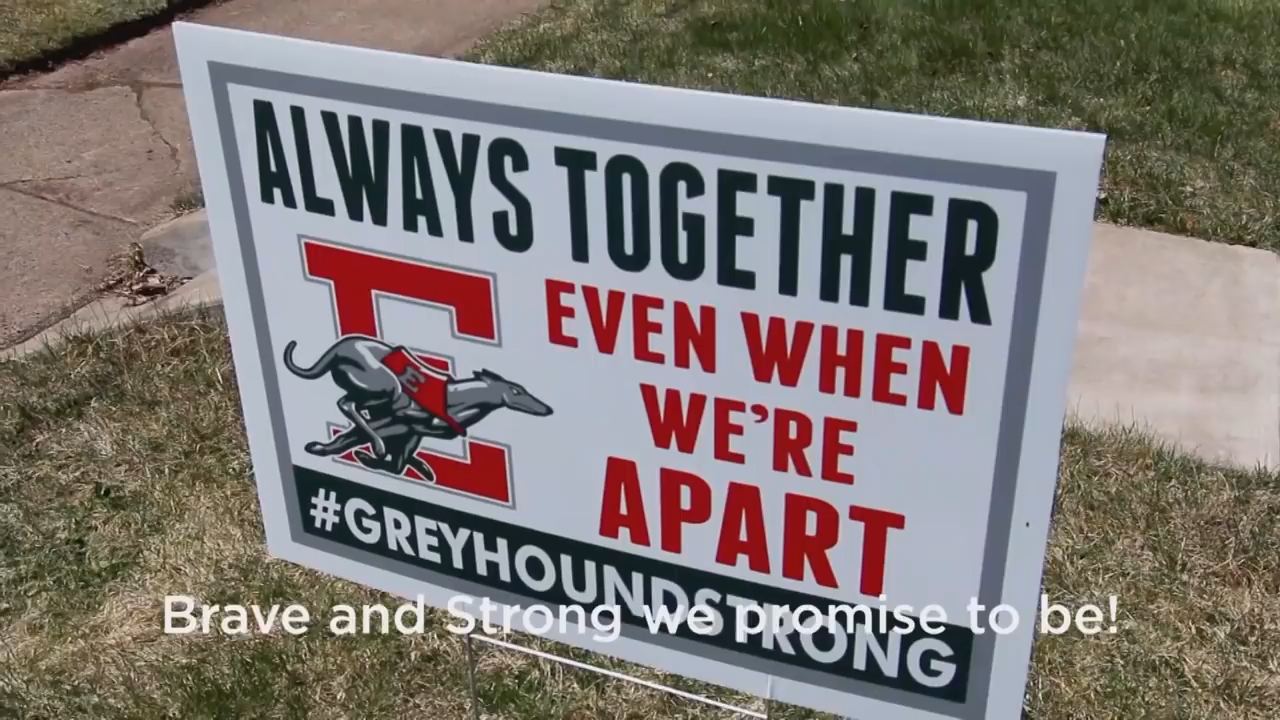 ALWAYS TOGETHER
EVEN WHEN
WE'RE
APART
E
E
#GREYHOUNDSTRONG
Brave and Strong we promise to be!